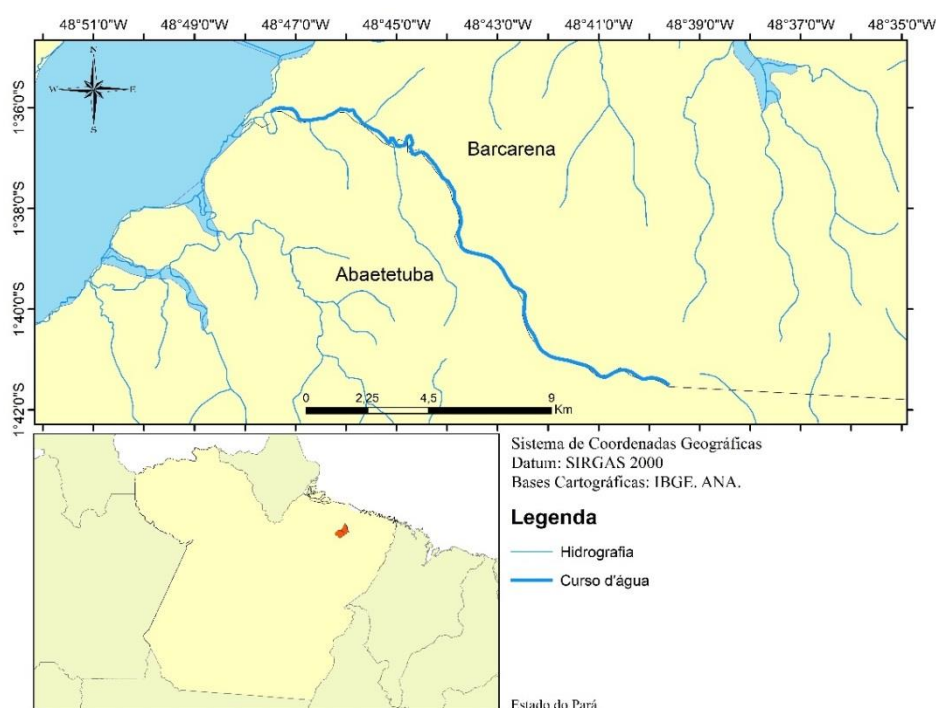 48°51'0"W 48°49'0"W 48°47'0"W 48°45'0"W 48°43'0"W 48°41'0"W 48°39'0"W 48°37'0"W 48°35'0"W
N
W E
S
1°36'0"S
1°38'0"S
1°40'0"S
1°42'0"S
Barcarena
Abaetetuba
0 2,25 4,5 9
Km
Sistema de Coordenadas Geográficas
Datum: SIRGAS 2000
Bases Cartográficas: IBGE. ANA.
Legenda
Hidrografia
Curso d'água
Estado do Pará